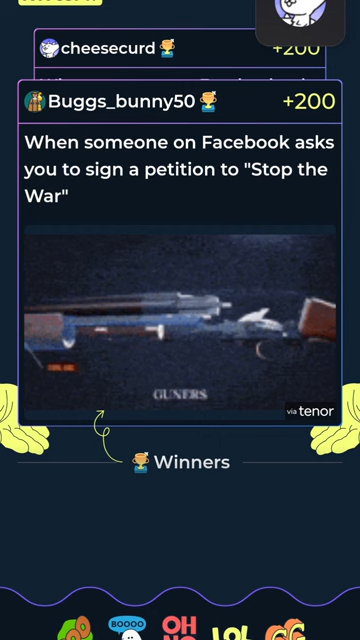 cheesecurd
+200
Buggs_bunny50
+200
When someone on Facebook asks
you to sign a petition to "Stop the
War"
GUNERS
via tenor
Winners
BOOOO
OH
NO
LOL
GG